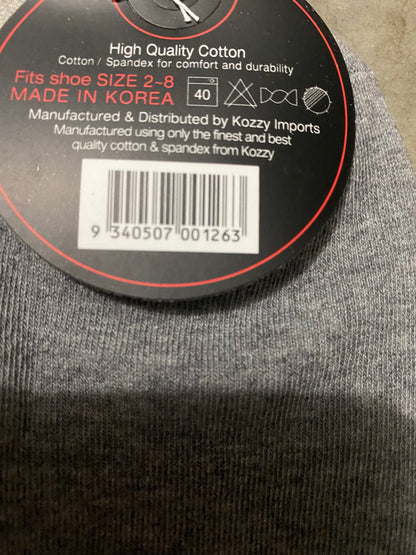 High Quality Cotton
Cotton / Spandex for comfort and durability
Fits shoe SIZE 2~8
MADE IN KOREA
40
Manufactured & Distributed by Kozzy Imports
Manufactured using only the finest and best
quality cotton & spandex from Kozzy
9 340507 001263